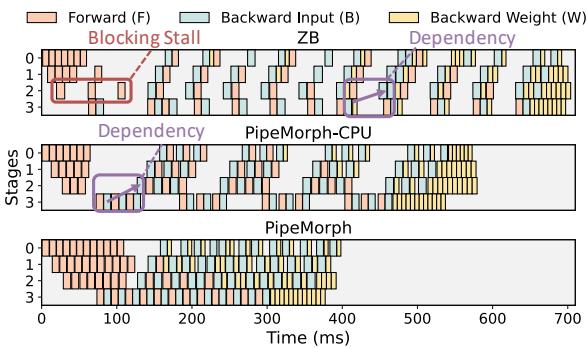 Forward (F) Backward Input (B) Backward Weight (W)
Blocking Stall ZB Dependency
0
1
2
3
Dependency PipeMorph-CPU
Stages
0
1
2
3
PipeMorph
0
1
2
3
0 100 200 300 400 500 600 700
Time (ms)